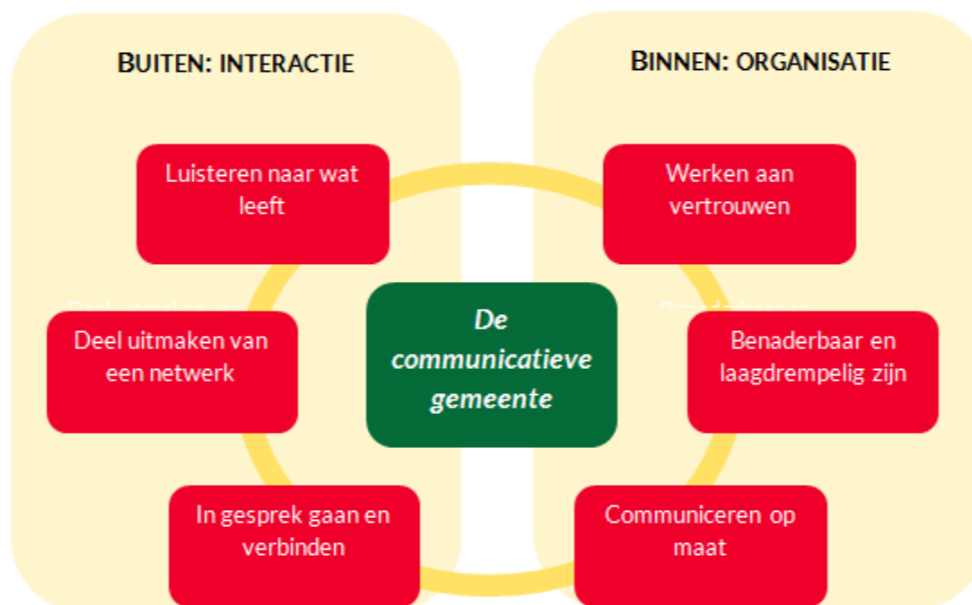 BUITEN: INTERACTIE
Luisteren naar wat
leeft
Deel uitmaken van
een netwerk
In gesprek gaan en
verbinden
De
communicatieve
gemeente
BINNEN: ORGANISATIE
Werken aan
vertrouwen
Benaderbaar en
laagdrempelig zijn
Communiceren op
maat